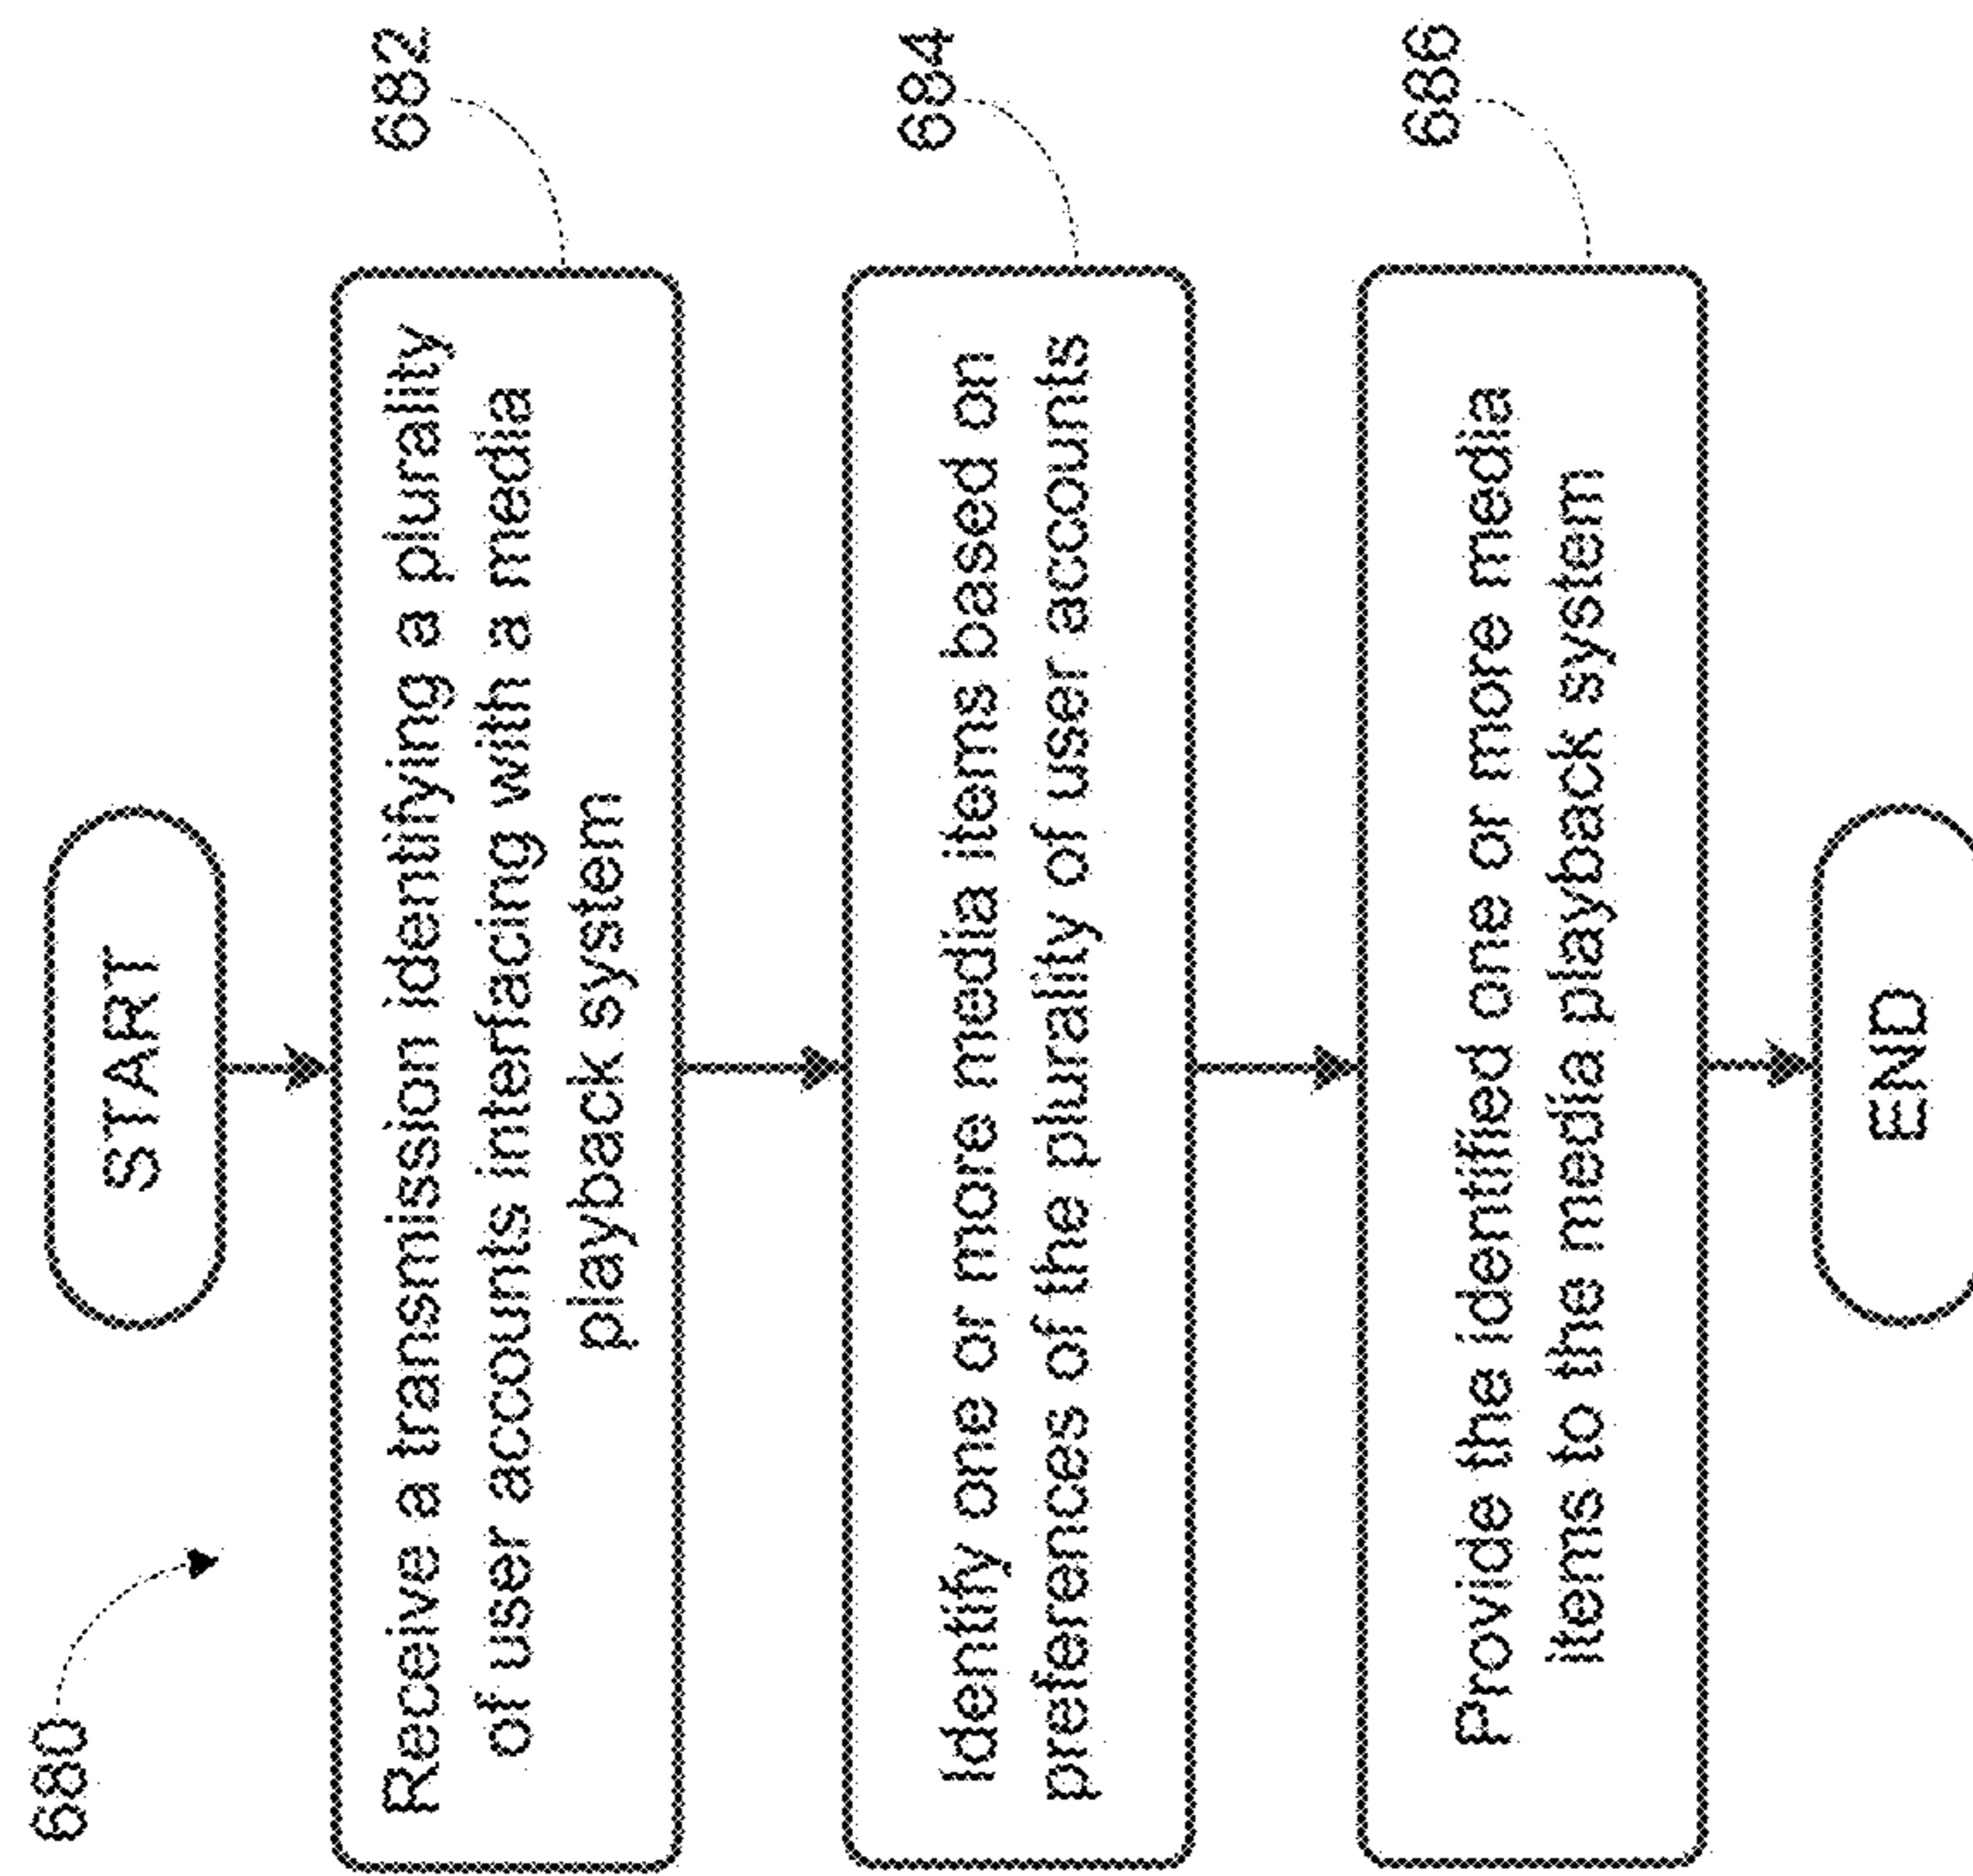 680
START
Receive a transmission identifying a plurality
of user accounts interfacing with a media
playback system
682
Identify one or more media items based on
preferences of the plurality of user accounts
684
Provide the identified one or more media
items to the media playback system
686
END